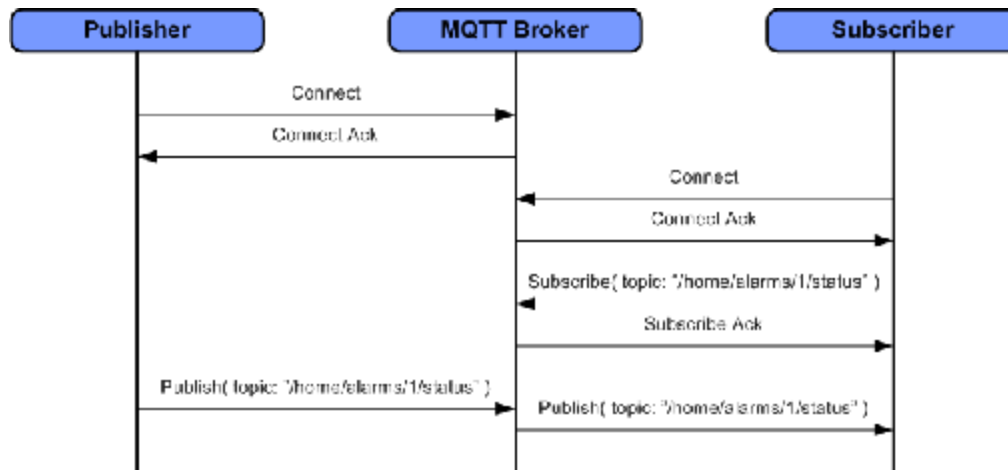 Publisher
MQTT Broker
Subscriber
Connect
Connect Ack
Connect
Connect Ack
Subscribe( topic: "/home/alarms/1/status" )
Subscribe Ack
Publish( topic: "/home/alarms/1/status" )
Publish( topic: "/home/alarms/1/status" )